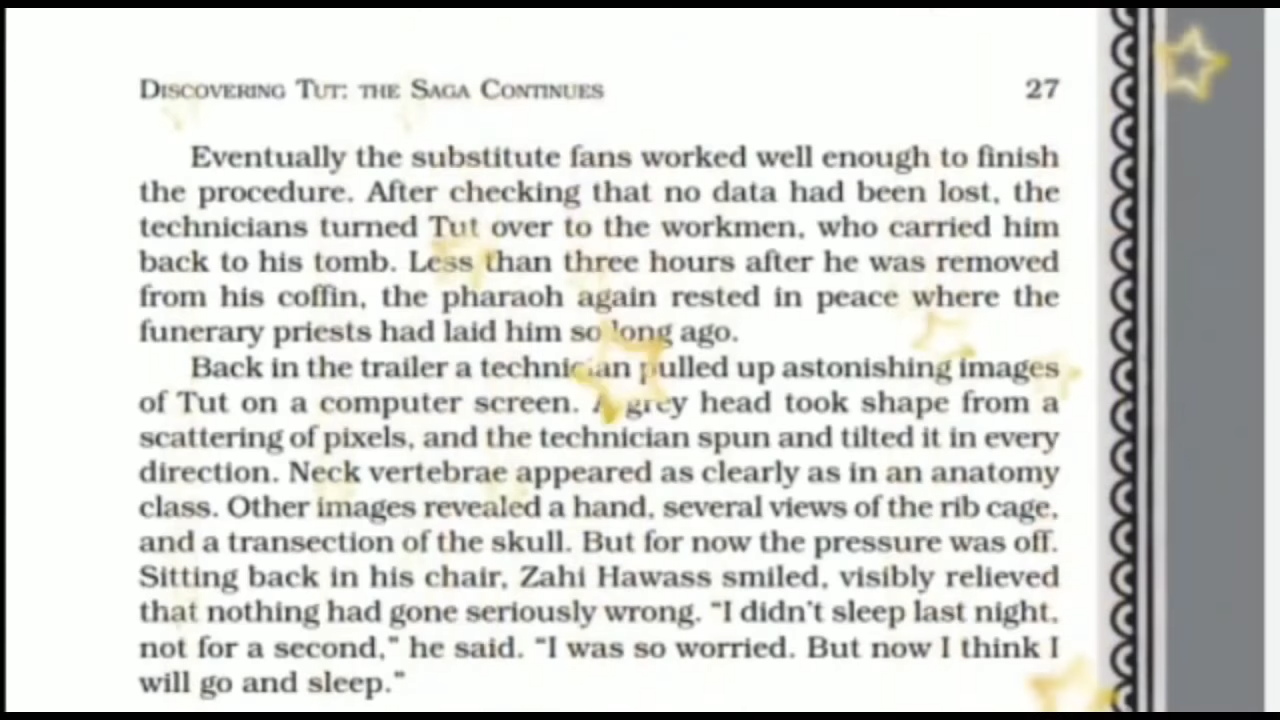 DISCOVERING TUT: THE SAGA CONTINUES 27
Eventually the substitute fans worked well enough to finish
the procedure. After checking that no data had been lost, the
technicians turned Tut over to the workmen, who carried him
back to his tomb. Less than three hours after he was removed
from his coffin, the pharaoh again rested in peace where the
funerary priests had laid him so long ago.
Back in the trailer a technician pulled up astonishing images
of Tut on a computer screen. A grey head took shape from a
scattering of pixels, and the technician spun and tilted it in every
direction. Neck vertebrae appeared as clearly as in an anatomy
class. Other images revealed a hand, several views of the rib cage,
and a transection of the skull. But for now the pressure was off.
Sitting back in his chair, Zahi Hawass smiled, visibly relieved
that nothing had gone seriously wrong. “I didn't sleep last night,
not for a second,” he said. “I was so worried. But now I think I
will go and sleep.”